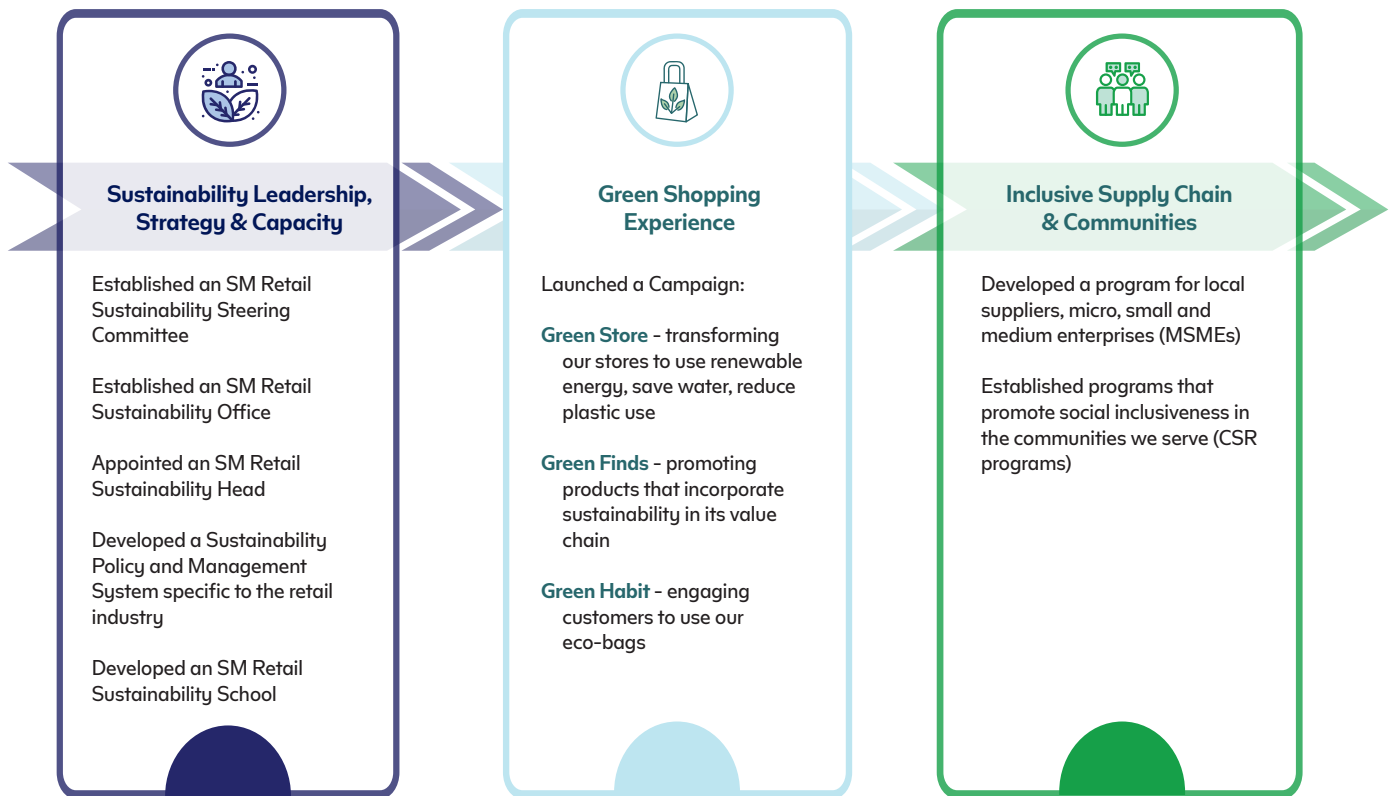 Sustainability Leadership,
Strategy & Capacity
Established an SM Retail
Sustainability Steering
Committee
Established an SM Retail
Sustainability Office
Appointed an SM Retail
Sustainability Head
Developed a Sustainability
Policy and Management
System specific to the retail
industry
Developed an SM Retail
Sustainability School
Green Shopping
Experience
Launched a Campaign:
Green Store - transforming
our stores to use renewable
energy, save water, reduce
plastic use
Green Finds - promoting
products that incorporate
sustainability in its value
chain
Green Habit - engaging
customers to use our
eco-bags
Inclusive Supply Chain
& Communities
Developed a program for local
suppliers, micro, small and
medium enterprises (MSMEs)
Established programs that
promote social inclusiveness in
the communities we serve (CSR
programs)